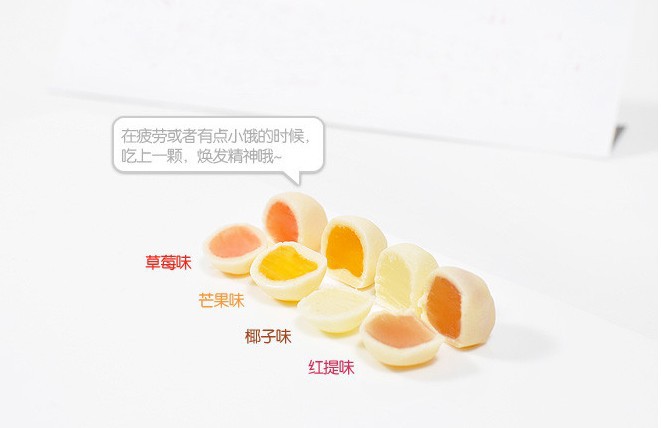 在疲劳或者有点小饿的时候，
吃上一颗，焕发精神哦~
草莓味
芒果味
椰子味
红提味